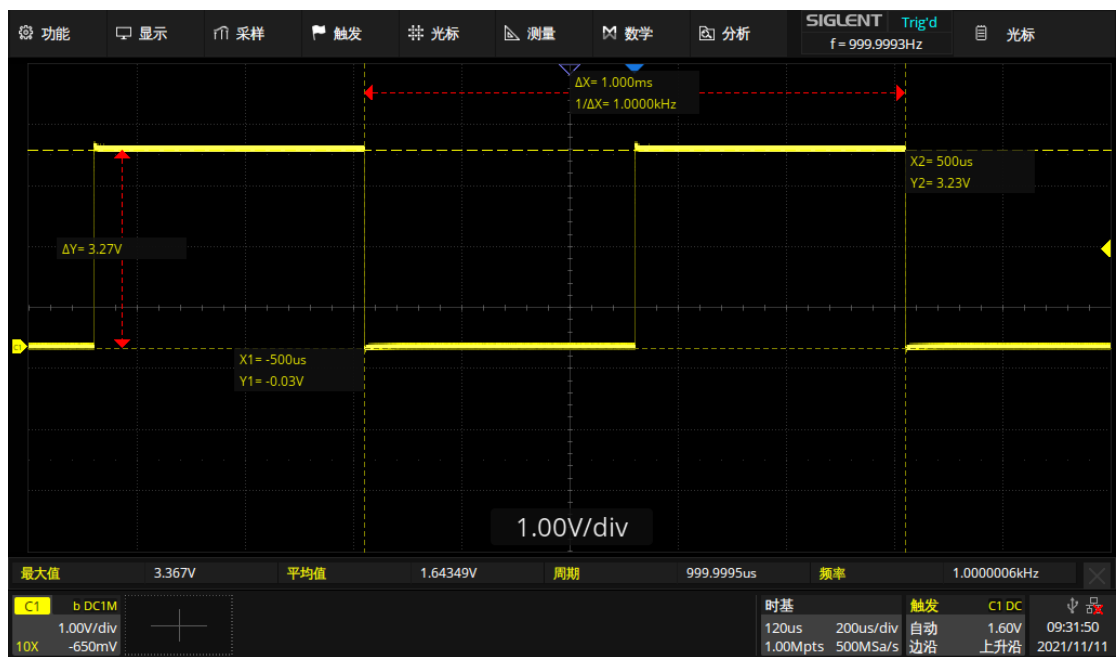 功能 显示 采样 触发 光标 测量 数学 分析 SIGLENT Trig'd 光标
f = 999.9993Hz
ΔX= 1.000ms
1/ΔX= 1.0000kHz
X2= 500us
Y2= 3.23V
ΔY= 3.27V
C1
X1= -500us
Y1= -0.03V
1.00V/div
最大值 3.367V 平均值 1.64349V 周期 999.9995us 频率 1.0000006kHz
C1 b DC1M 时基 触发 C1 DC
1.00V/div 120us 200us/div 自动 1.60V 09:31:50
10X -650mV 1.00Mpts 500MSa/s 边沿 上升沿 2021/11/11